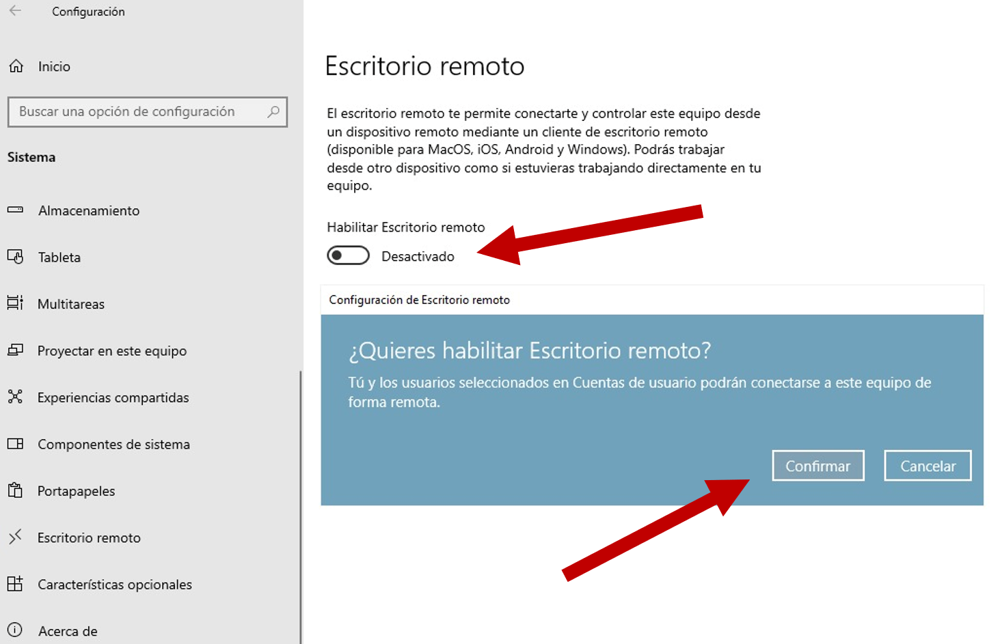 Configuración
Inicio
Buscar una opción de configuración
Sistema
Almacenamiento
Tableta
Multitareas
Proyectar en este equipo
Experiencias compartidas
Componentes de sistema
Portapapeles
Escritorio remoto
Características opcionales
Acerca de
Escritorio remoto
El escritorio remoto te permite conectarte y controlar este equipo desde
un dispositivo remoto mediante un cliente de escritorio remoto
(disponible para MacOS, iOS, Android y Windows). Podrás trabajar
desde otro dispositivo como si estuvieras trabajando directamente en tu
equipo.
Habilitar Escritorio remoto
Desactivado
Configuración de Escritorio remoto
¿Quieres habilitar Escritorio remoto?
Tú y los usuarios seleccionados en Cuentas de usuario podrán conectarse a este equipo de
forma remota.
Confirmar
Cancelar